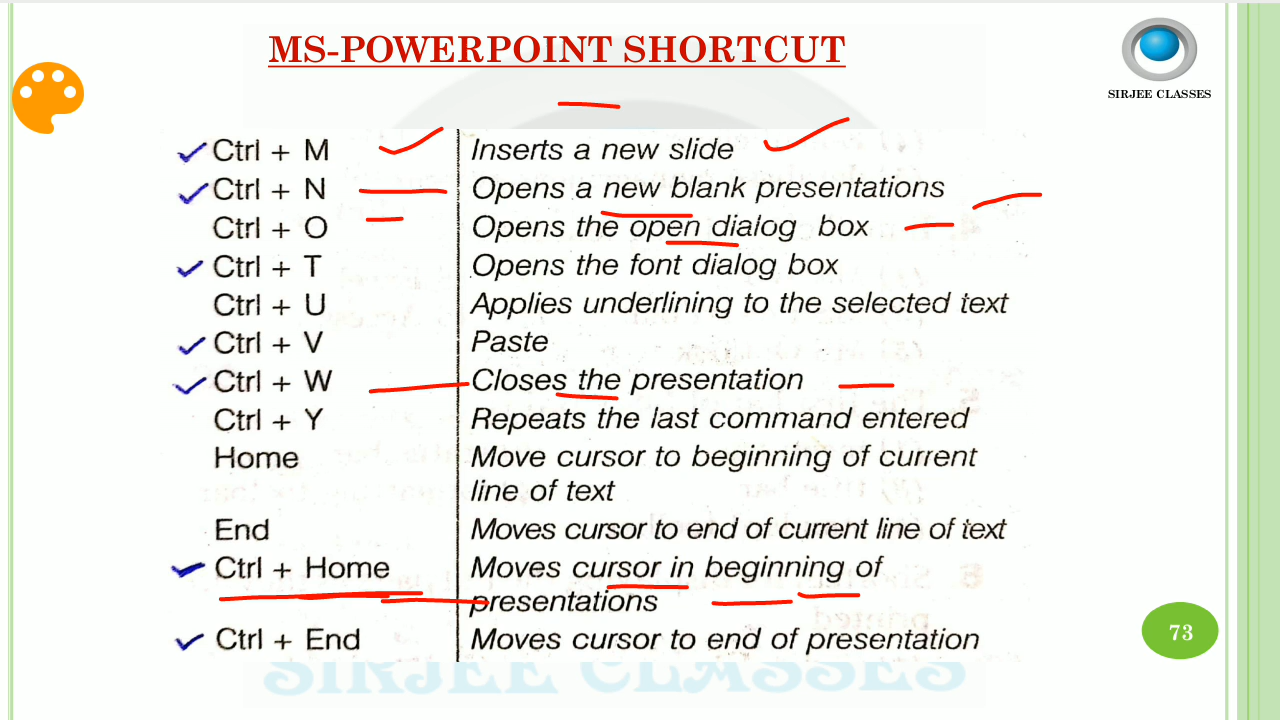 MS-POWERPOINT SHORTCUT
SIRJEE CLASSES
Ctrl + M Inserts a new slide
Ctrl + N Opens a new blank presentations
Ctrl + O Opens the open dialog box
Ctrl + T Opens the font dialog box
Ctrl + U Applies underlining to the selected text
Ctrl + V Paste
Ctrl + W Closes the presentation
Ctrl + Y Repeats the last command entered
Home Move cursor to beginning of current
line of text
End Moves cursor to end of current line of text
Ctrl + Home Moves cursor in beginning of
presentations
Ctrl + End Moves cursor to end of presentation
73
SIRJEE CLASSES